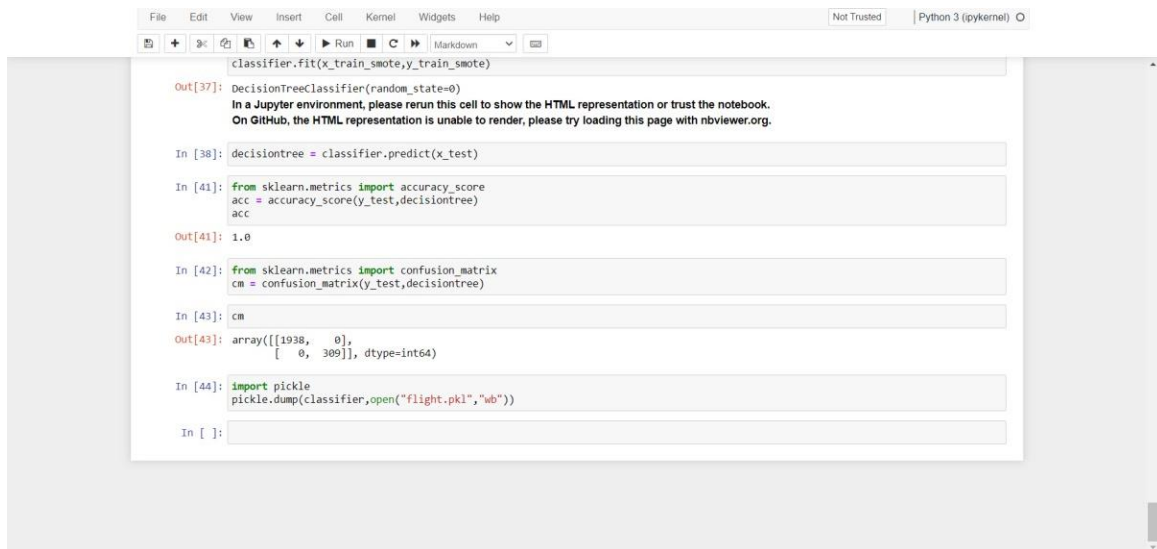 File Edit View Insert Cell Kernel Widgets Help Not Trusted Python 3 (ipykernel)
Run Markdown
classifier.fit(x_train_smote,y_train_smote)
Out[37]: DecisionTreeClassifier(random_state=0)
In a Jupyter environment, please rerun this cell to show the HTML representation or trust the notebook.
On GitHub, the HTML representation is unable to render, please try loading this page with nbviewer.org.
In [38]: decisiontree = classifier.predict(x_test)
In [41]: from sklearn.metrics import accuracy_score
acc = accuracy_score(y_test,decisiontree)
acc
Out[41]: 1.0
In [42]: from sklearn.metrics import confusion_matrix
cm = confusion_matrix(y_test,decisiontree)
In [43]: cm
Out[43]: array([[1938, 0],
[ 0, 309]], dtype=int64)
In [44]: import pickle
pickle.dump(classifier,open("flight.pkl","wb"))
In [ ]: